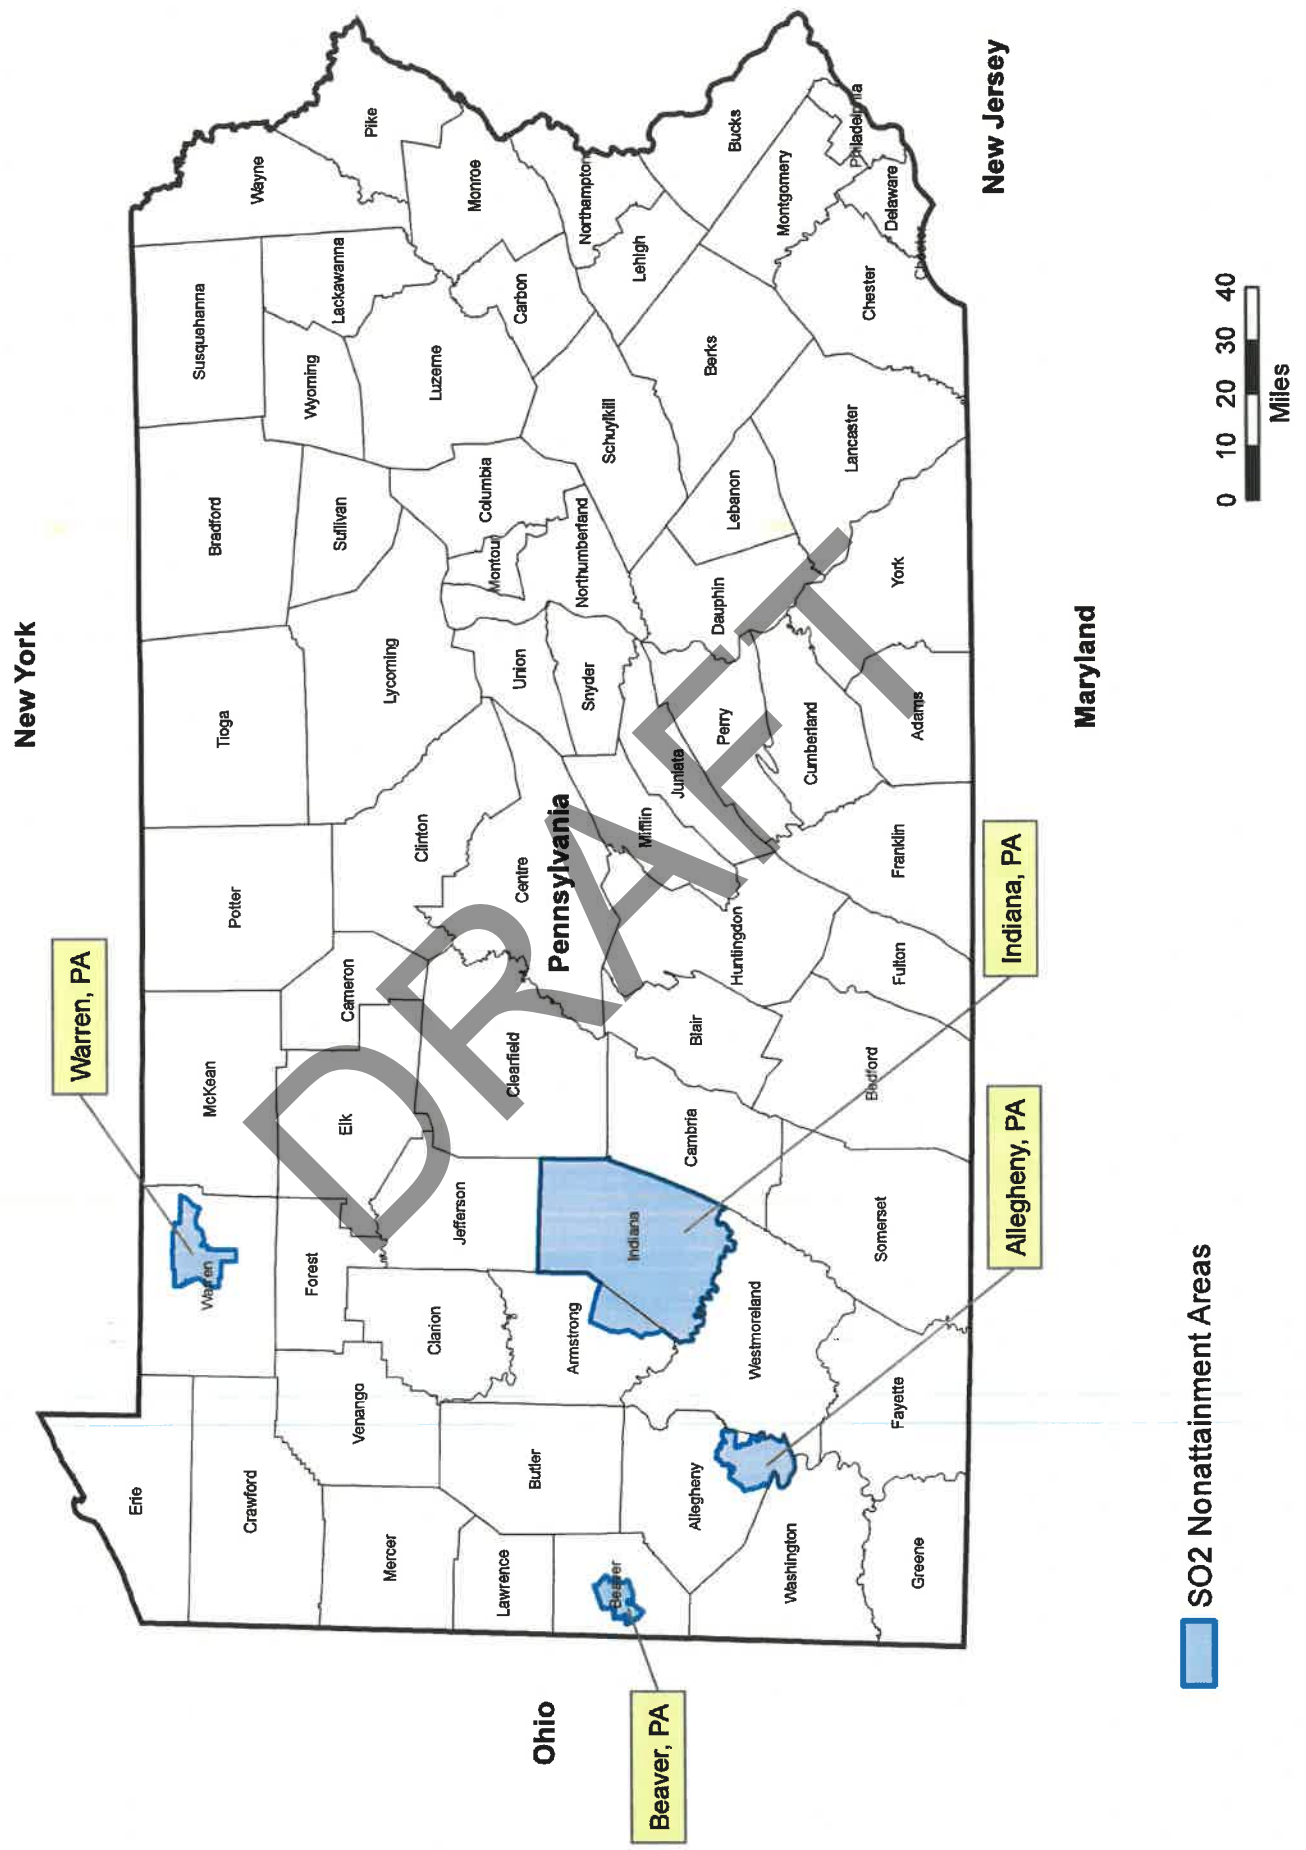 New York
Warren, PA
Erie
Crawford
Warren
McKean
Potter
Tioga
Bradford
Susquehanna
Wayne
Mercer
Venango
Forest
Elk
Cameron
Clinton
Lycoming
Sullivan
Wyoming
Lackawanna
Pike
Lawrence
Butler
Clarion
Jefferson
Clearfield
Centre
Union
Montour
Columbia
Luzerne
Carbon
Monroe
Ohio
Pennsylvania
Beaver
Armstrong
Indiana
Snyder
Northumberland
Schuylkill
Lehigh
Northampton
Beaver, PA
Allegheny
Westmoreland
Cambria
Blair
Huntingdon
Mifflin
Juniata
Perry
Dauphin
Lebanon
Berks
Montgomery
Bucks
Washington
Cumberland
Lancaster
Chester
Delaware
Philadelphia
Chester
Greene
Fayette
Somerset
Bedford
Fulton
Franklin
Adams
York
DRAFT
New Jersey
Allegheny, PA
Indiana, PA
Maryland
SO2 Nonattainment Areas
0 10 20 30 40
Miles